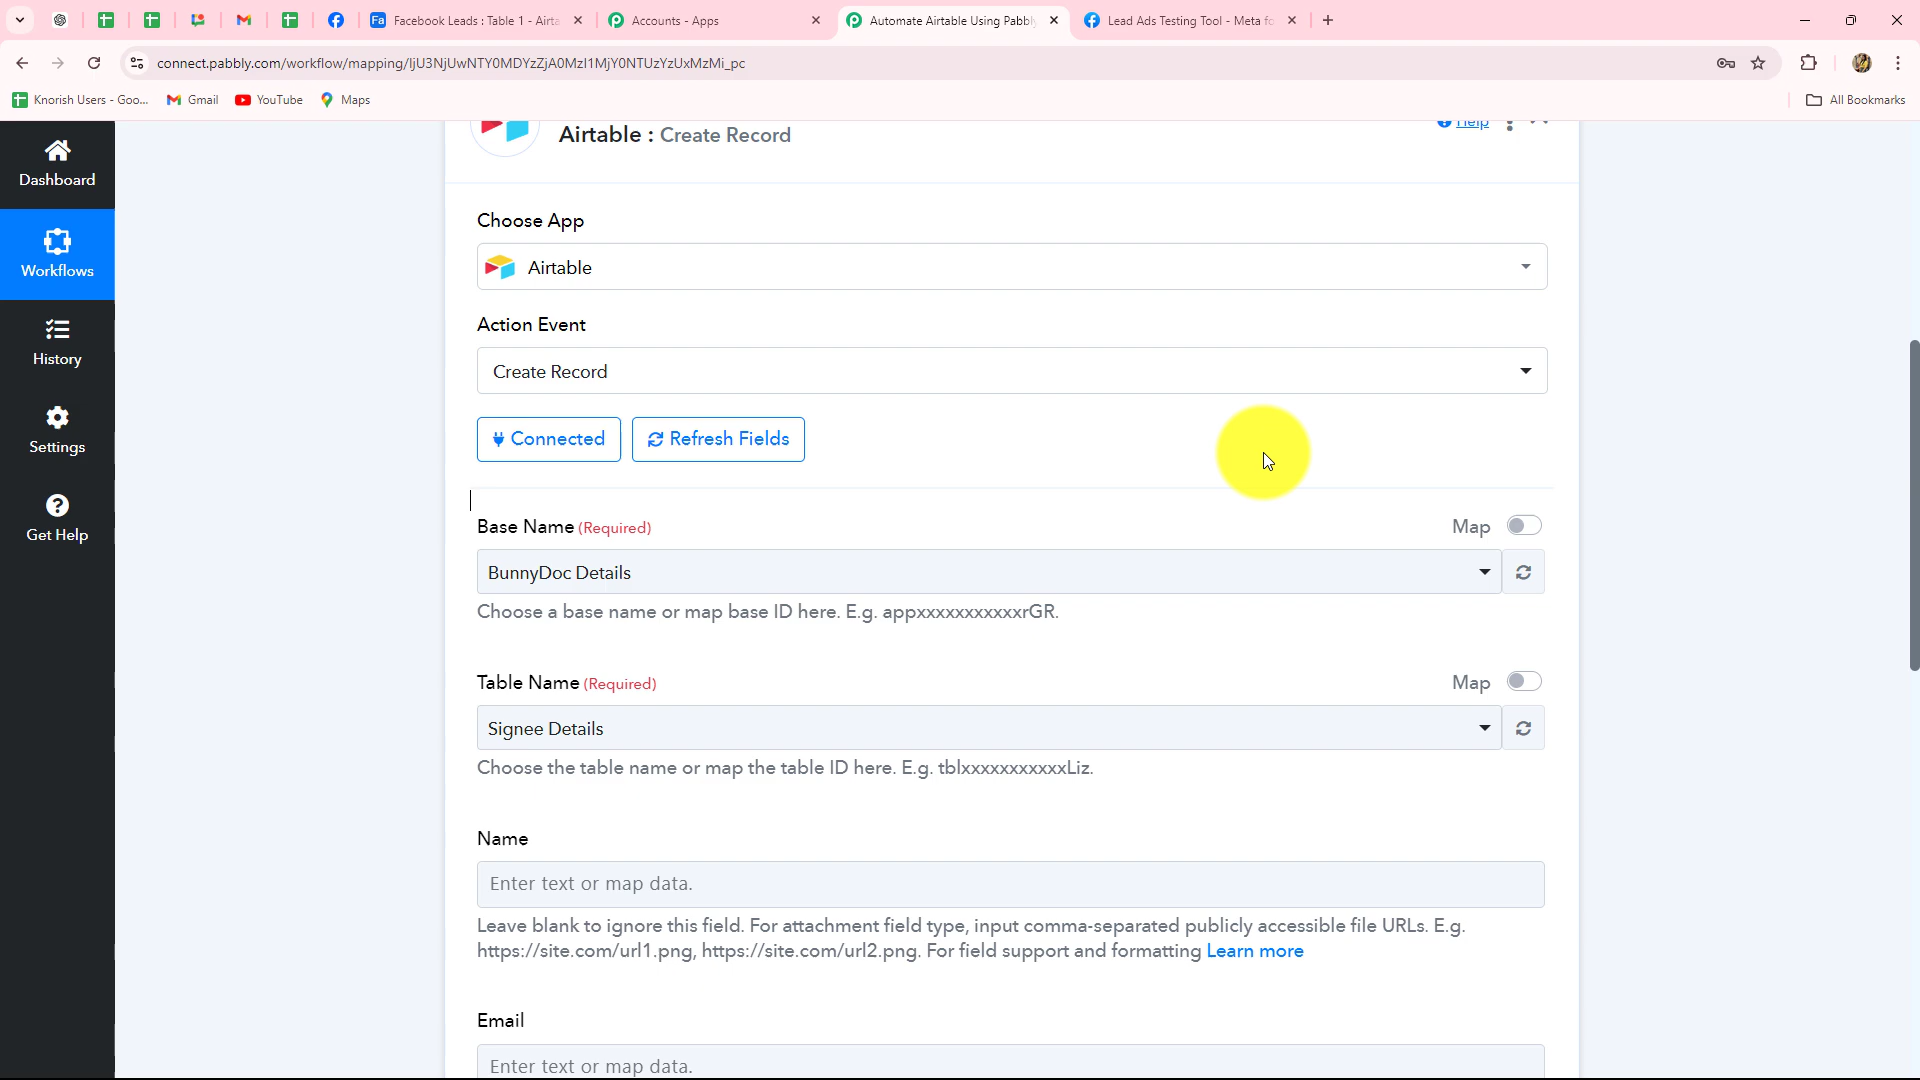 Facebook Leads : Table 1 - Airta
Accounts - Apps
Automate Airtable Using Pabbly
Lead Ads Testing Tool - Meta fo
connect.pabbly.com/workflow/mapping/IjU3NjUwNTY0MDYzZjA0MzI1MjY0NTUzYzUxMzMi_pc
Knorish Users - Goo...
Gmail
YouTube
Maps
All Bookmarks
Airtable : Create Record
Help
Dashboard
Workflows
History
Settings
Get Help
Choose App
Airtable
Action Event
Create Record
Connected
Refresh Fields
Base Name (Required)
Map
BunnyDoc Details
Choose a base name or map base ID here. E.g. appxxxxxxxxxxxrGR.
Table Name (Required)
Map
Signee Details
Choose the table name or map the table ID here. E.g. tblxxxxxxxxxxxLiz.
Name
Enter text or map data.
Leave blank to ignore this field. For attachment field type, input comma-separated publicly accessible file URLs. E.g.
https://site.com/url1.png, https://site.com/url2.png. For field support and formatting Learn more
Email
Enter text or map data.